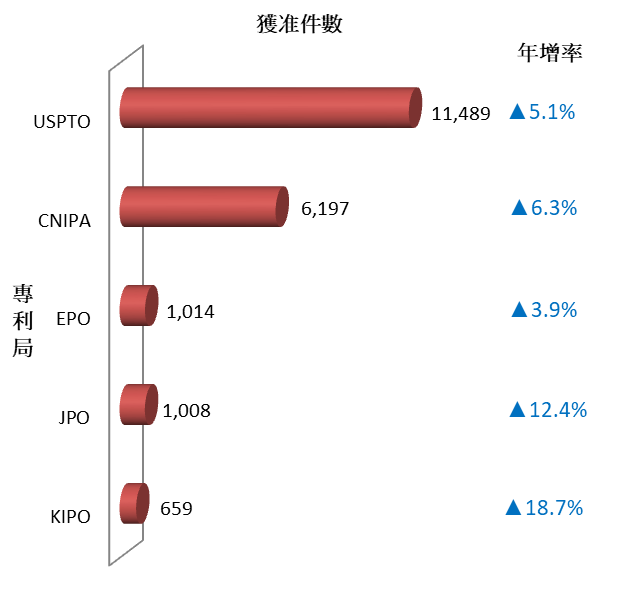 獲准件數
年增率
USPTO 11,489 ▲5.1%
CNIPA 6,197 ▲6.3%
專利局
EPO 1,014 ▲3.9%
JPO 1,008 ▲12.4%
KIPO 659 ▲18.7%